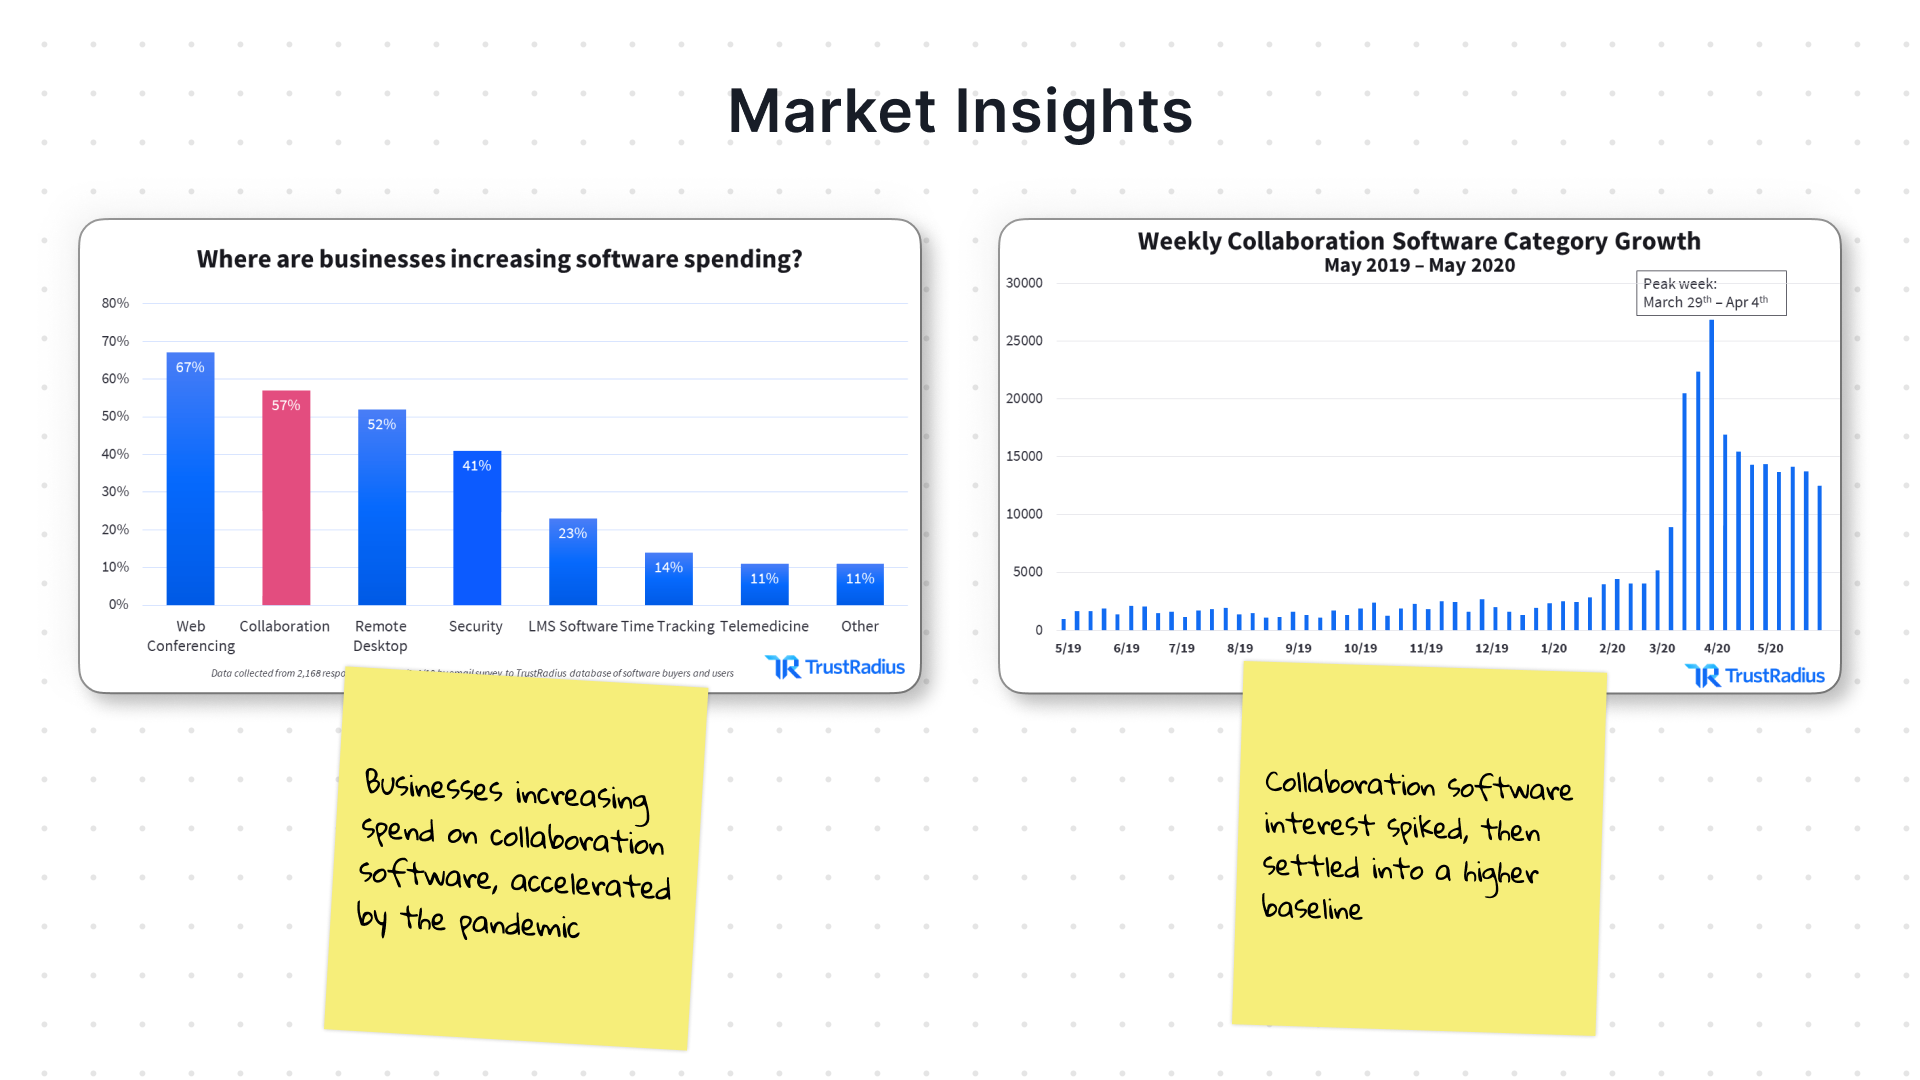 Market Insights
Where are businesses increasing software spending?
80%
70%
60%
50%
40%
30%
20%
10%
0%
67%
57%
52%
41%
23%
14%
11%
11%
Web Conferencing
Collaboration
Remote Desktop
Security
LMS Software
Time Tracking
Telemedicine
Other
Data collected from 2,168 email survey to TrustRadius database of software buyers and users
TrustRadius
Weekly Collaboration Software Category Growth
May 2019 – May 2020
Peak week:
March 29th – Apr 4th
30000
25000
20000
15000
10000
5000
0
5/19 6/19 7/19 8/19 9/19 10/19 11/19 12/19 1/20 2/20 3/20 4/20 5/20
TrustRadius
Businesses increasing
spend on collaboration
software, accelerated
by the pandemic
Collaboration software
interest spiked, then
settled into a higher
baseline